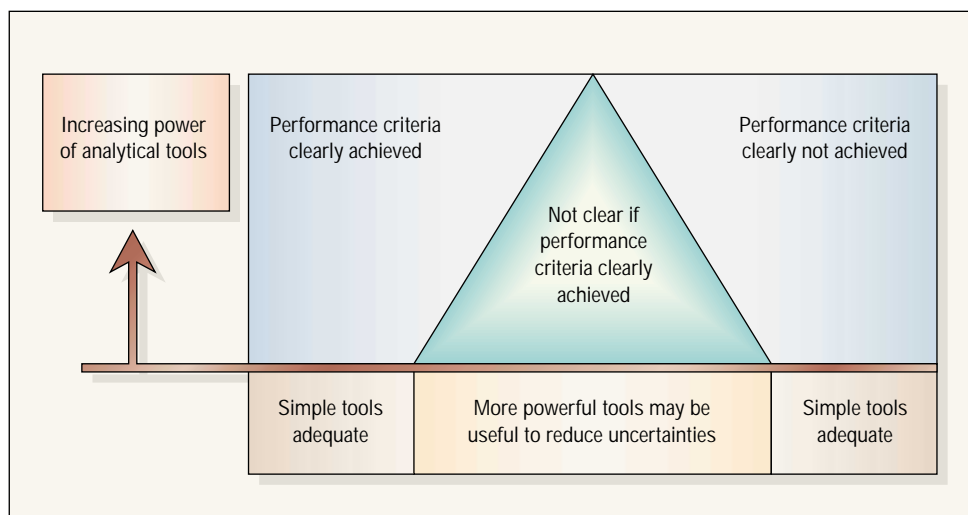 Increasing power
of analytical tools
Performance criteria
clearly achieved
Performance criteria
clearly not achieved
Not clear if
performance
criteria clearly
achieved
Simple tools
adequate
More powerful tools may be
useful to reduce uncertainties
Simple tools
adequate